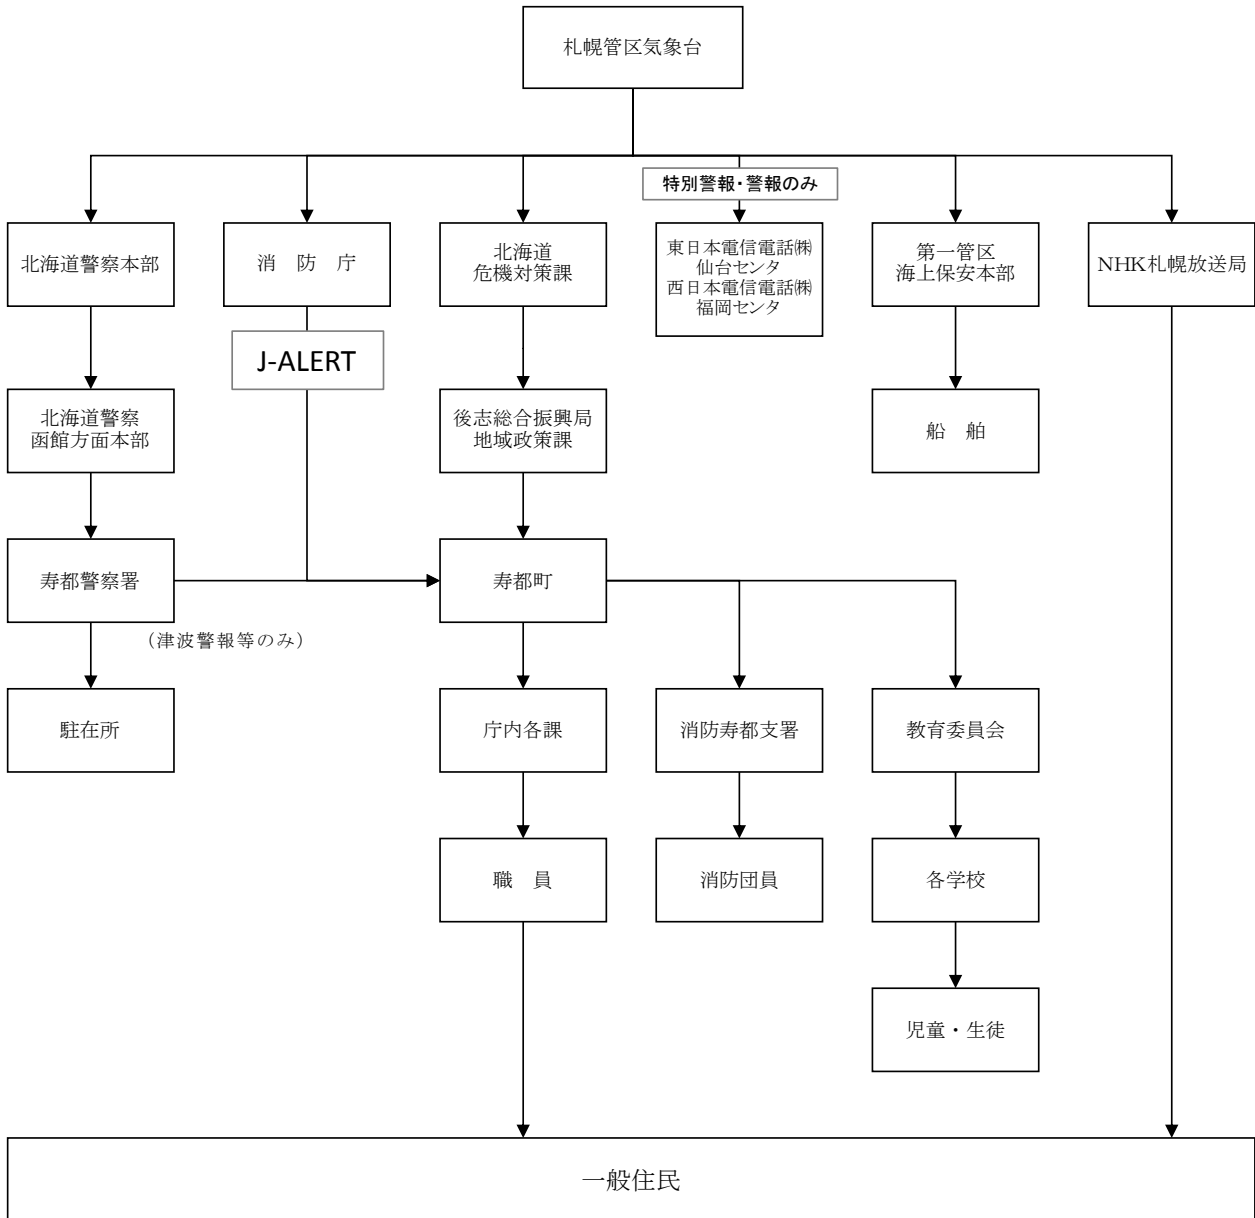 札幌管区気象台
特別警報・警報のみ
北海道警察本部
消　防　庁
北海道
危機対策課
東日本電信電話㈱
仙台センタ
西日本電信電話㈱
福岡センタ
第一管区
海上保安本部
NHK札幌放送局
J-ALERT
北海道警察
函館方面本部
後志総合振興局
地域政策課
船　舶
寿都警察署
寿都町
（津波警報等のみ）
駐在所
庁内各課
消防寿都支署
教育委員会
職　員
消防団員
各学校
児童・生徒
一般住民